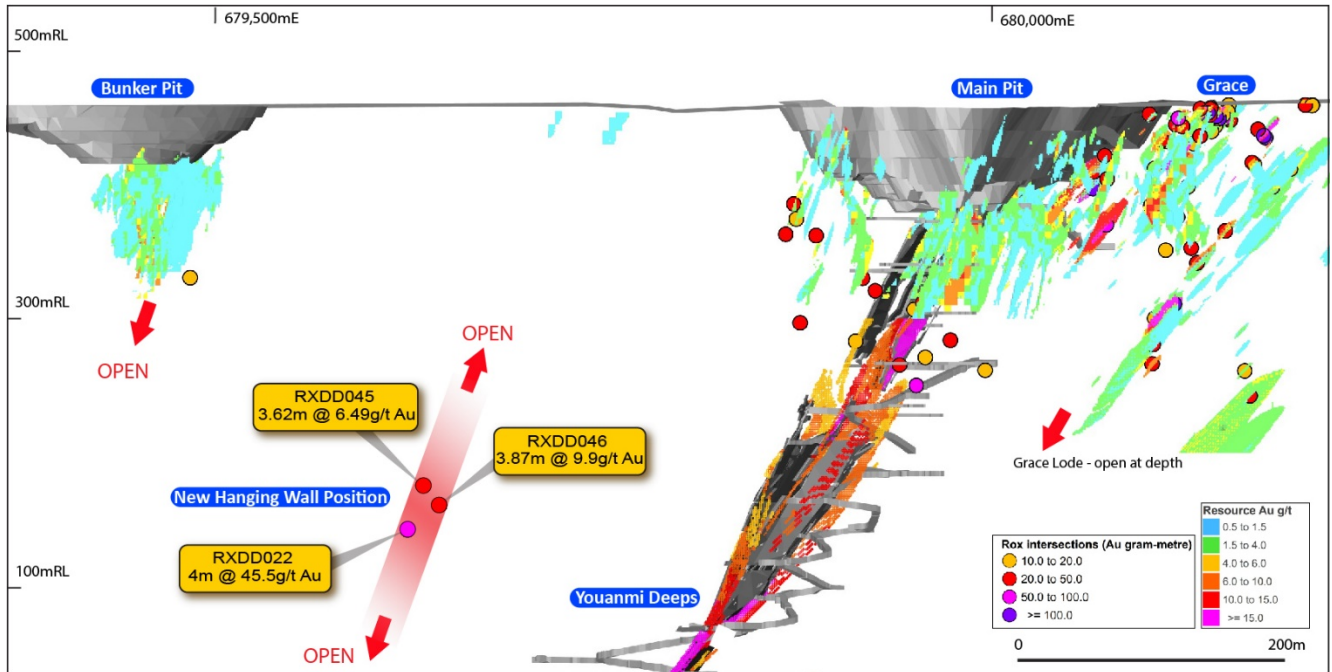 679,500mE
680,000mE
500mRL
Bunker Pit
Main Pit
Grace
300mRL
OPEN
OPEN
RXDD045
3.62m @ 6.49g/t Au
RXDD046
3.87m @ 9.9g/t Au
New Hanging Wall Position
RXDD022
4m @ 45.5g/t Au
100mRL
OPEN
Youanmi Deeps
Grace Lode - open at depth
Rox intersections (Au gram-metre)
10.0 to 20.0
20.0 to 50.0
50.0 to 100.0
>= 100.0
Resource Au g/t
0.5 to 1.5
1.5 to 4.0
4.0 to 6.0
6.0 to 10.0
10.0 to 15.0
>= 15.0
0
200m